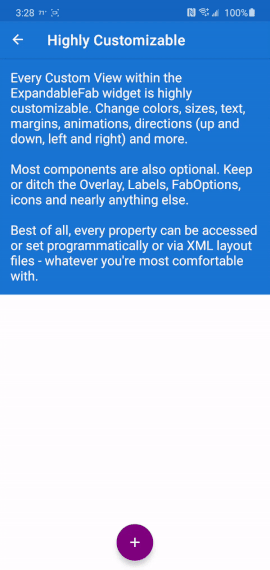 3:28
100%
Highly Customizable
Every Custom View within the
ExpandableFab widget is highly
customizable. Change colors, sizes, text,
margins, animations, directions (up and
down, left and right) and more.
Most components are also optional. Keep
or ditch the Overlay, Labels, FabOptions,
icons and nearly anything else.
Best of all, every property can be accessed
or set programmatically or via XML layout
files - whatever you're most comfortable
with.